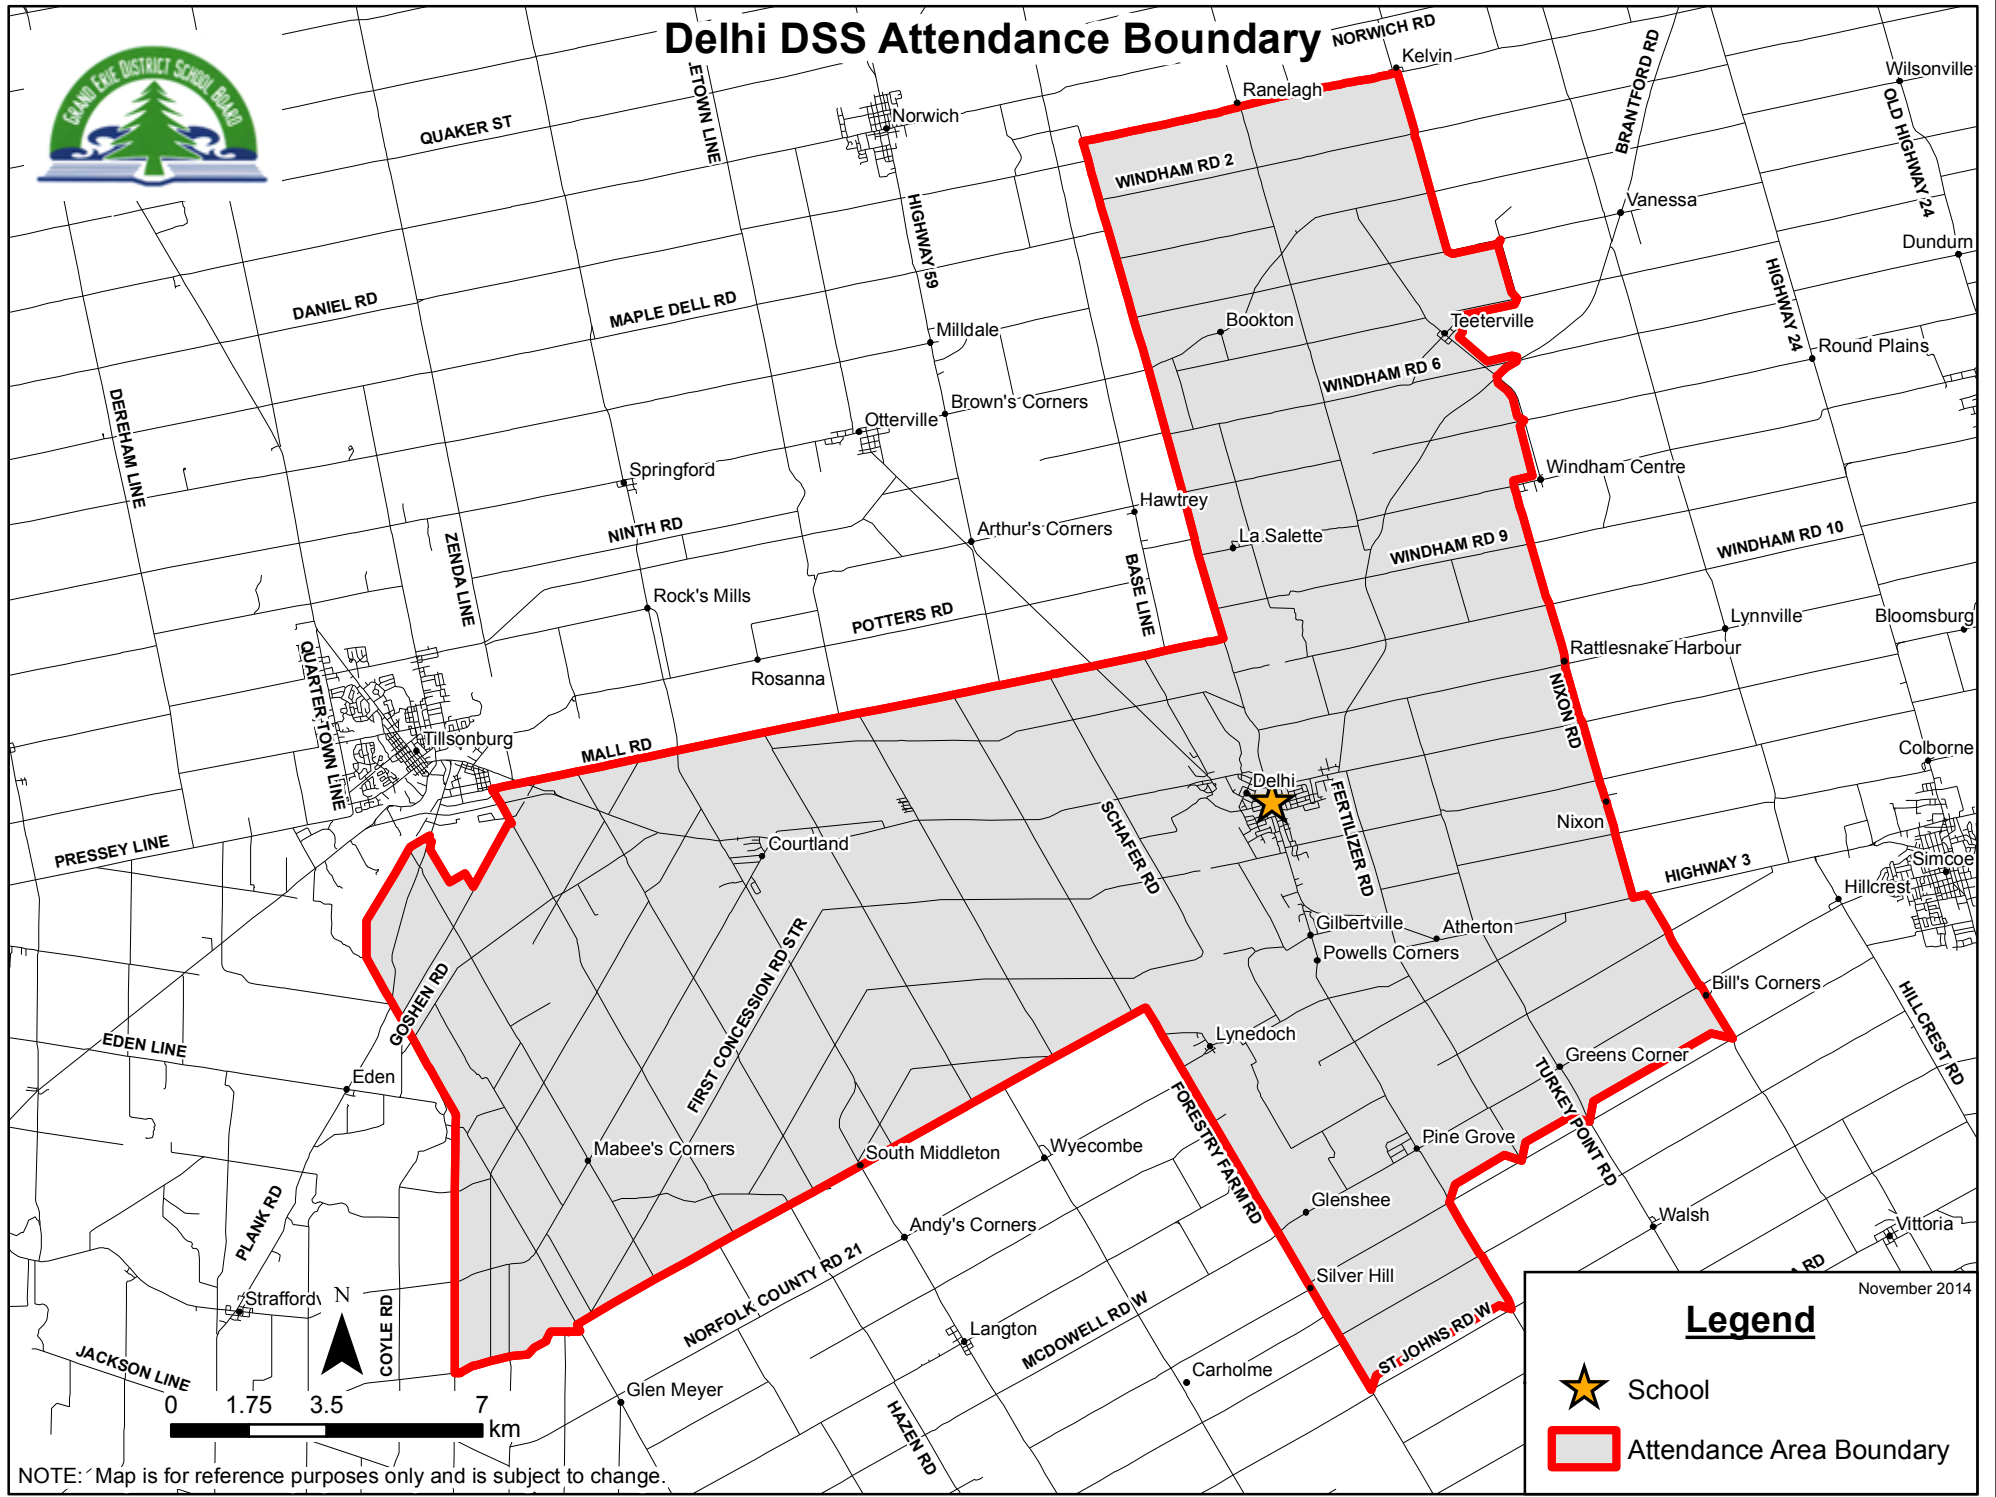 Delhi DSS Attendance Boundary
GRAND ERIE DISTRICT SCHOOL BOARD
NORWICH RD
Kelvin
BRANTFORD RD
Wilsonville
ETOWN LINE
Ranelagh
OLD HIGHWAY 24
QUAKER ST
Norwich
WINDHAM RD 2
Vanessa
HIGHWAY 59
Dundurn
DANIEL RD
MAPLE DELL RD
HIGHWAY 24
Milldale
Bookton
Teeterville
Round Plains
WINDHAM RD 6
DEREHAM LINE
Brown's Corners
Otterville
Springford
Windham Centre
Hawtrey
NINTH RD
Arthur's Corners
La Salette
WINDHAM RD 9
WINDHAM RD 10
ZENDA LINE
BASE LINE
Rock's Mills
POTTERS RD
Lynnville
Bloomsburg
QUARTER TOWN LINE
Rosanna
Rattlesnake Harbour
NIXON RD
Tillsonburg
MALL RD
Colborne
Delhi
FERTILIZER RD
Nixon
PRESSEY LINE
Courtland
SCHAFER RD
HIGHWAY 3
Simcoe
Hillcrest
Gilbertville
Atherton
Powells Corners
FIRST CONCESSION RD STR
Bill's Corners
GOSHEN RD
HILLCREST RD
EDEN LINE
Lynedoch
Greens Corner
Eden
FORESTRY FARM RD
TURKEY POINT RD
Mabee's Corners
South Middleton
Wyecombe
Pine Grove
PLANK RD
Glenshee
Andy's Corners
Walsh
Vittoria
NORFOLK COUNTY RD 21
Silver Hill
A RD
Strafford
N
COYLE RD
Langton
MCDOWELL RD W
ST JOHNS RD W
JACKSON LINE
Carholme
Glen Meyer
HAZEN RD
0 1.75 3.5 7
km
NOTE: Map is for reference purposes only and is subject to change.
November 2014
Legend
School
Attendance Area Boundary